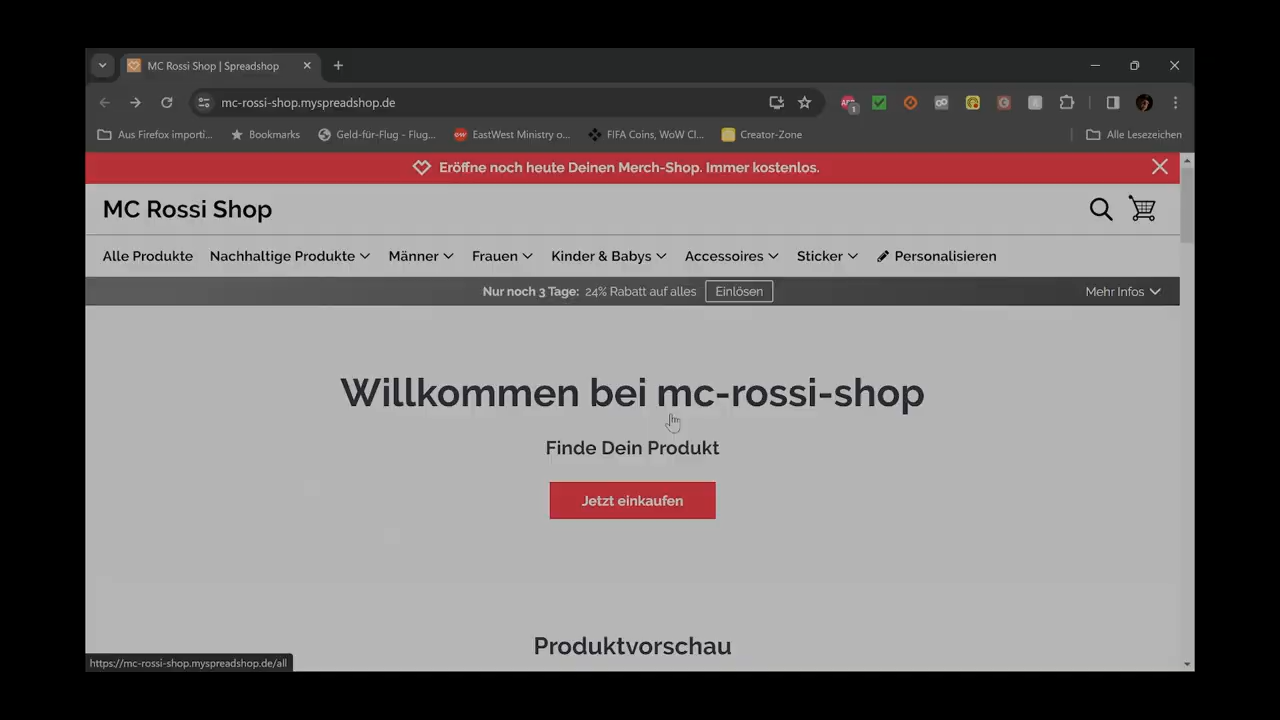 MC Rossi Shop | Spreadshop
mc-rossi-shop.myspreadshop.de
1
Aus Firefox importi...
Bookmarks
Geld-für-Flug - Flug...
EastWest Ministry o...
FIFA Coins, WoW Cl...
Creator-Zone
Alle Lesezeichen
Eröffne noch heute Deinen Merch-Shop. Immer kostenlos.
MC Rossi Shop
Alle Produkte Nachhaltige Produkte Männer Frauen Kinder & Babys Accessoires Sticker Personalisieren
Nur noch 3 Tage: 24% Rabatt auf alles Einlösen Mehr Infos
Willkommen bei mc-rossi-shop
Finde Dein Produkt
Jetzt einkaufen
Produktvorschau
https://mc-rossi-shop.myspreadshop.de/all